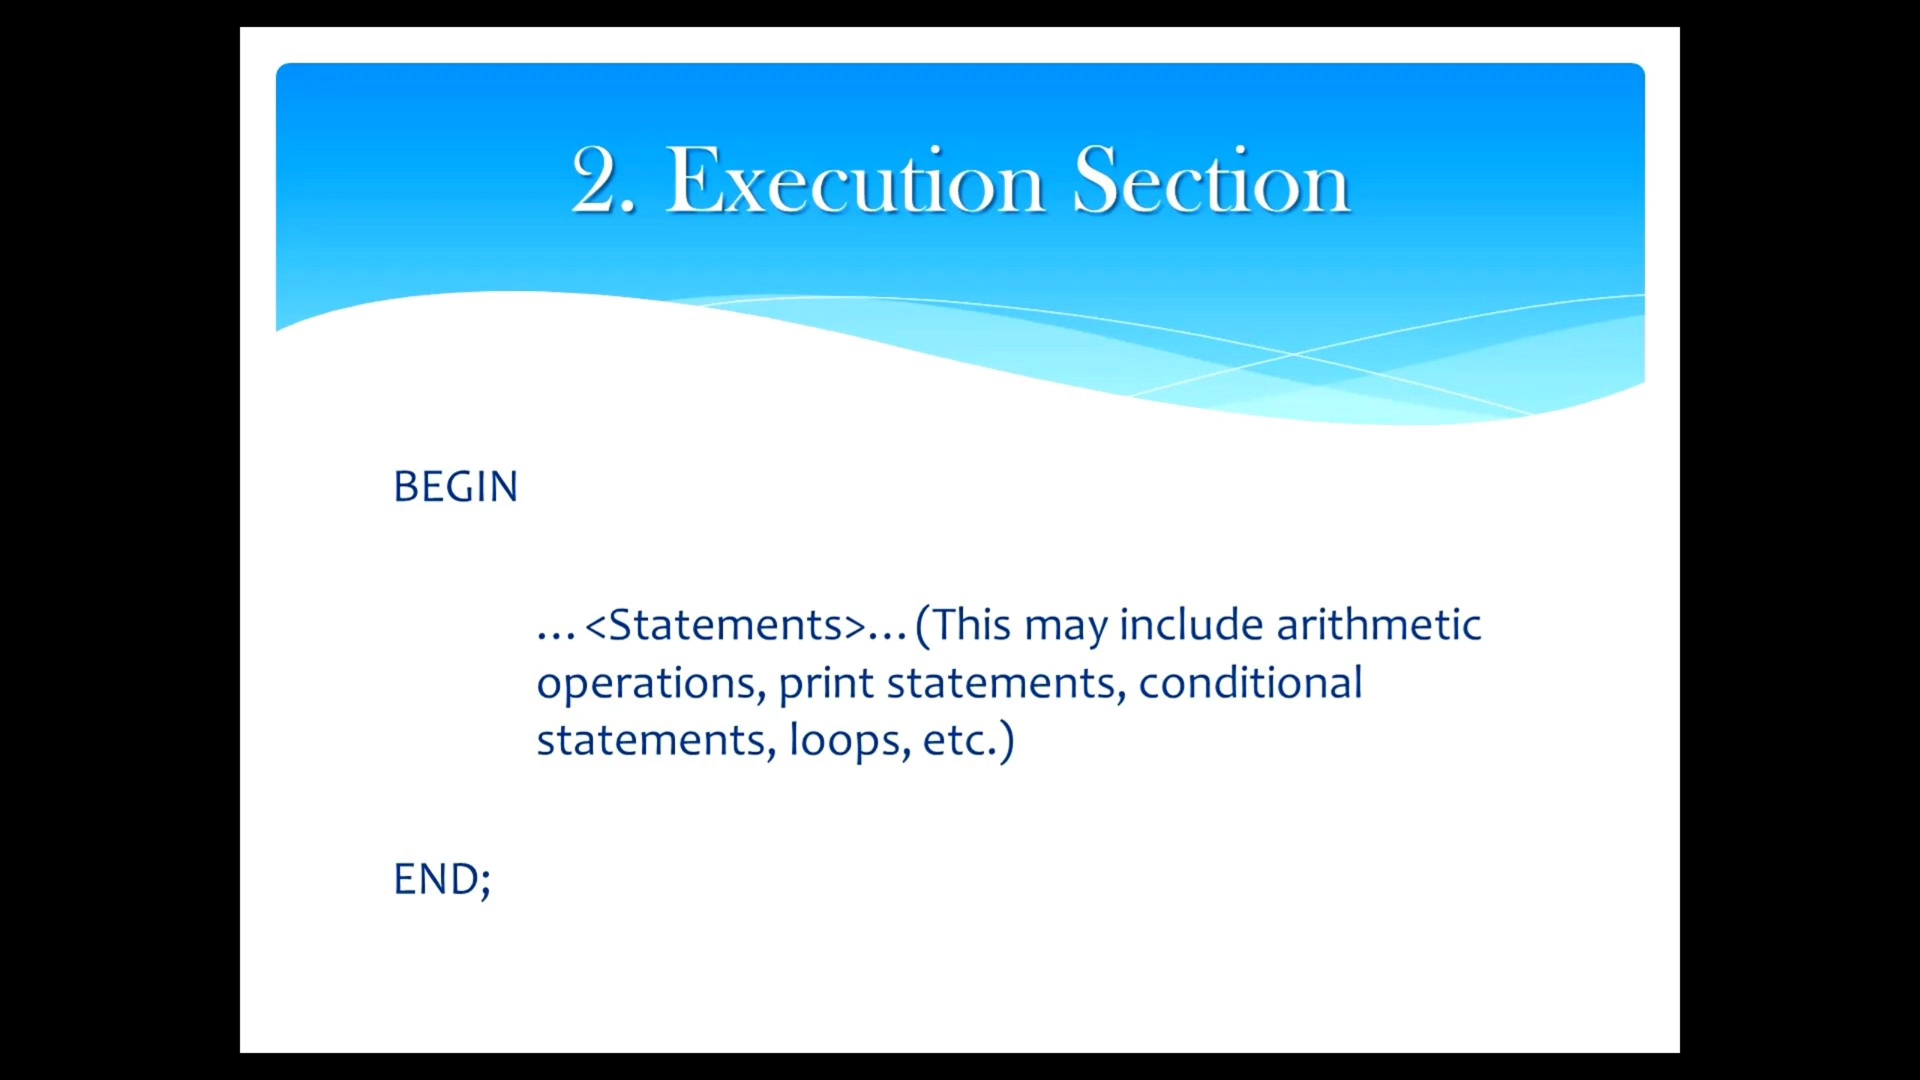 2. Execution Section
BEGIN
…<Statements>…(This may include arithmetic
operations, print statements, conditional
statements, loops, etc.)
END;